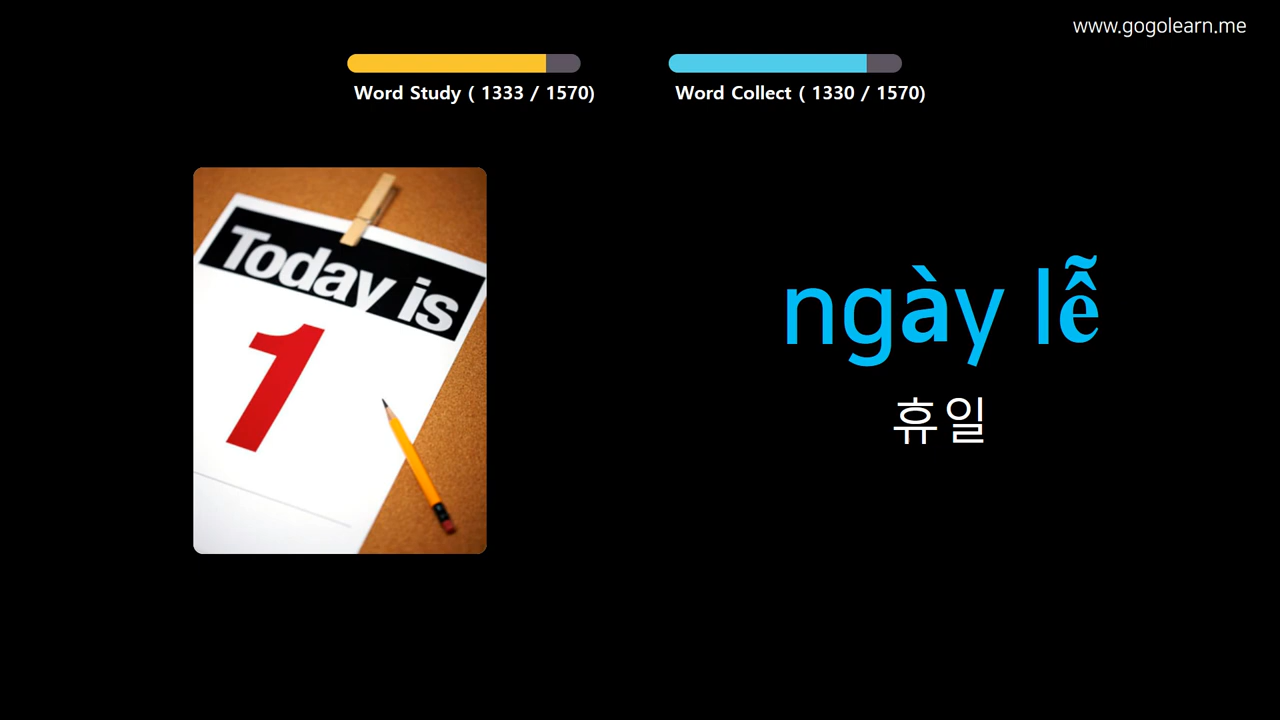 www.gogolearn.me
Word Study ( 1333 / 1570)
Word Collect ( 1330 / 1570)
Today is
1
ngày lễ
휴일